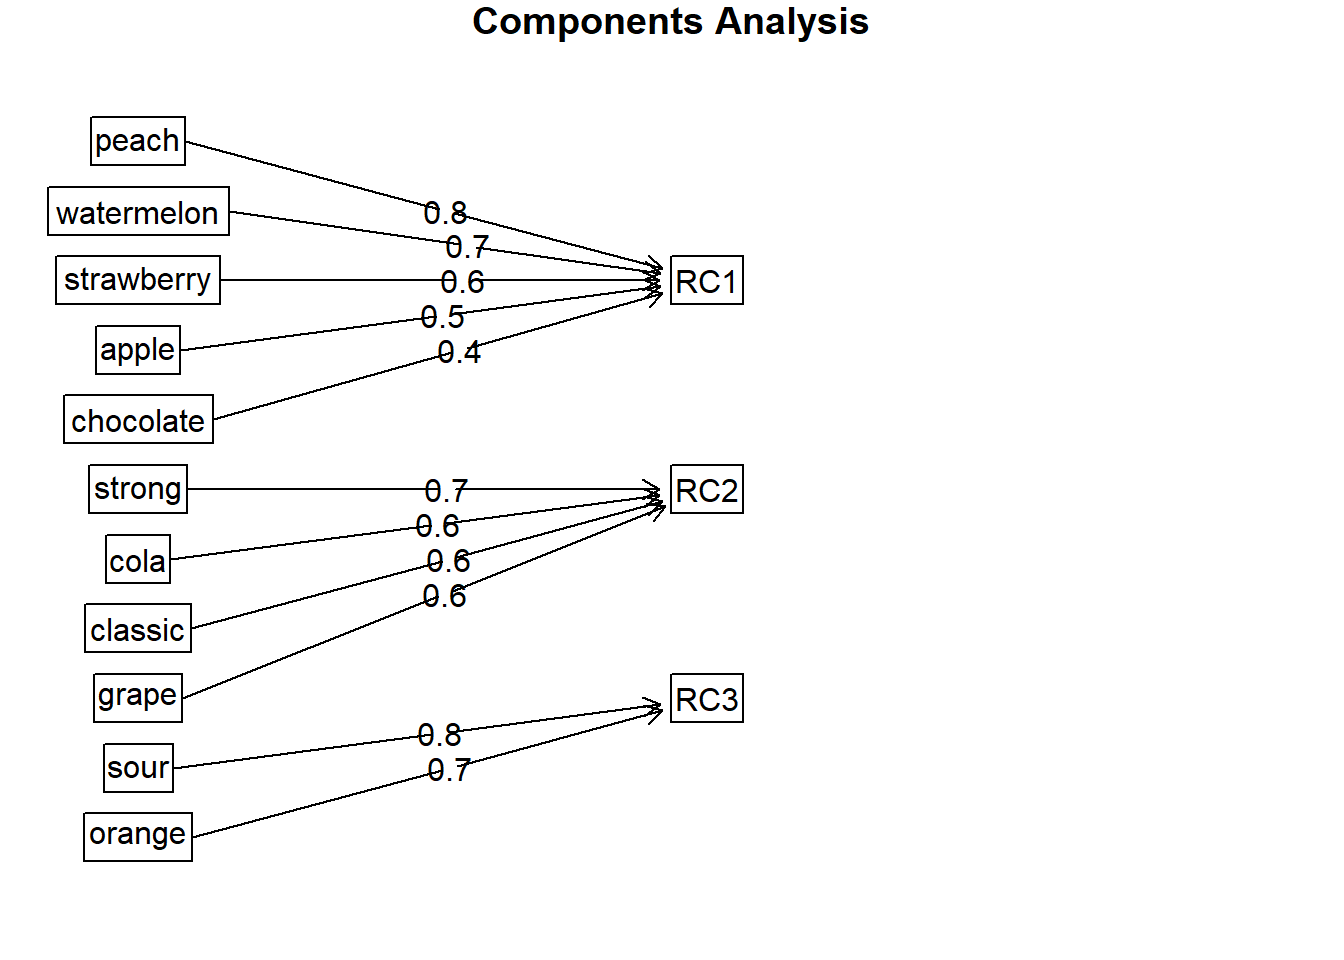 Components Analysis
peach
watermelon
strawberry
apple
chocolate
strong
cola
classic
grape
sour
orange
0.8
0.7
0.6
0.5
0.4
0.7
0.6
0.6
0.6
0.8
0.7
RC1
RC2
RC3